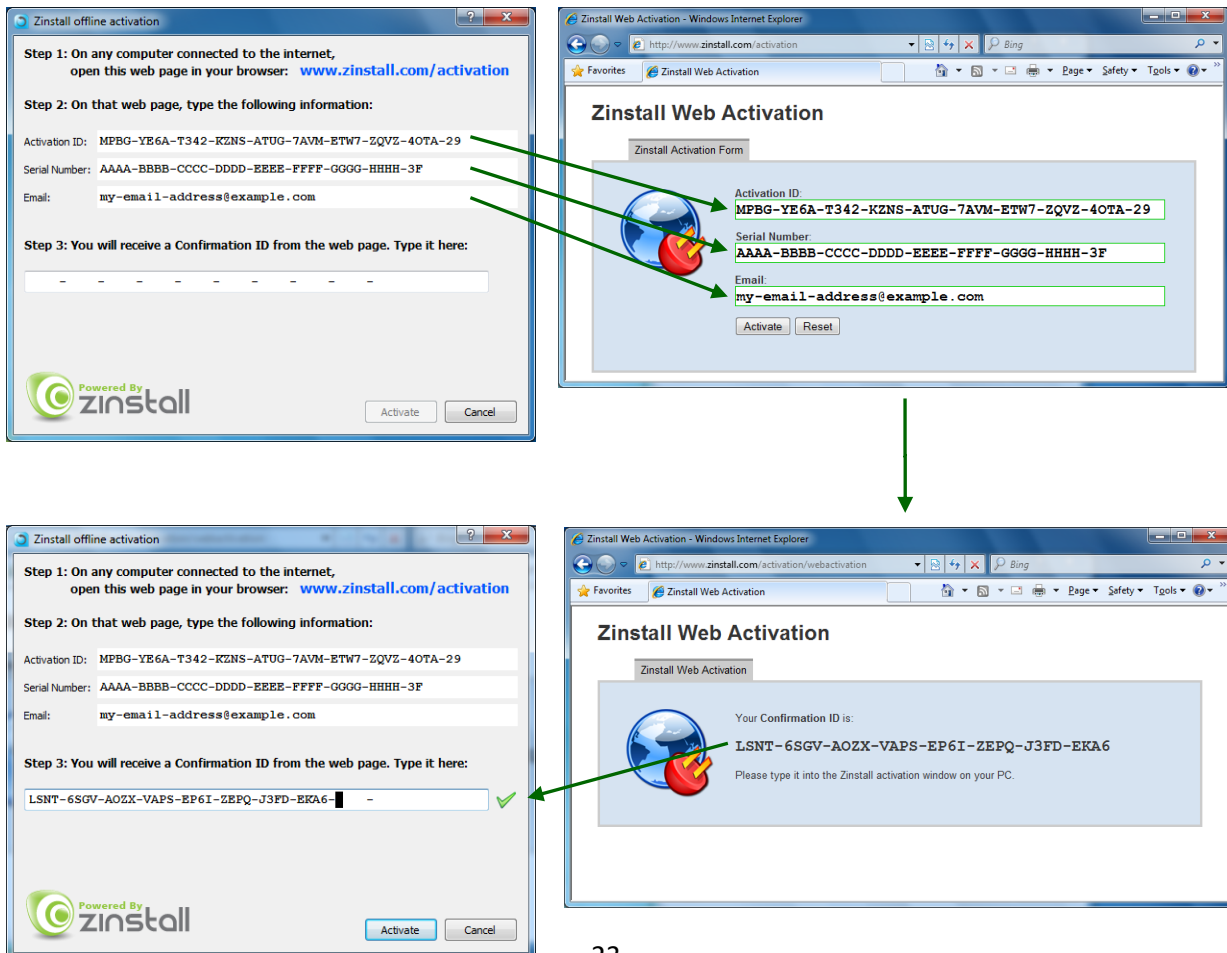 Zinstall offline activation
Step 1: On any computer connected to the internet,
open this web page in your browser: www.zinstall.com/activation
Step 2: On that web page, type the following information:
Activation ID: MPBG-YE6A-T342-KZNS-ATUG-7AVM-ETW7-ZQVZ-4OTA-29
Serial Number: AAAA-BBBB-CCCC-DDDD-EEEE-FFFF-GGGG-HHHH-3F
Email: my-email-address@example.com
Step 3: You will receive a Confirmation ID from the web page. Type it here:
- - - - - - - - -
Powered By
zinstall
Activate Cancel
Zinstall Web Activation - Windows Internet Explorer
http://www.zinstall.com/activation Bing
Favorites Zinstall Web Activation Page Safety Tools
Zinstall Web Activation
Zinstall Activation Form
Activation ID:
MPBG-YE6A-T342-KZNS-ATUG-7AVM-ETW7-ZQVZ-4OTA-29
Serial Number:
AAAA-BBBB-CCCC-DDDD-EEEE-FFFF-GGGG-HHHH-3F
Email:
my-email-address@example.com
Activate Reset
Zinstall offline activation
Step 1: On any computer connected to the internet,
open this web page in your browser: www.zinstall.com/activation
Step 2: On that web page, type the following information:
Activation ID: MPBG-YE6A-T342-KZNS-ATUG-7AVM-ETW7-ZQVZ-4OTA-29
Serial Number: AAAA-BBBB-CCCC-DDDD-EEEE-FFFF-GGGG-HHHH-3F
Email: my-email-address@example.com
Step 3: You will receive a Confirmation ID from the web page. Type it here:
LSNT-6SGV-AOZX-VAPS-EP6I-ZEPQ-J3FD-EKA6- -
Powered By
zinstall
Activate Cancel
Zinstall Web Activation - Windows Internet Explorer
http://www.zinstall.com/activation/webactivation Bing
Favorites Zinstall Web Activation Page Safety Tools
Zinstall Web Activation
Zinstall Web Activation
Your Confirmation ID is:
LSNT-6SGV-AOZX-VAPS-EP6I-ZEPQ-J3FD-EKA6
Please type it into the Zinstall activation window on your PC.